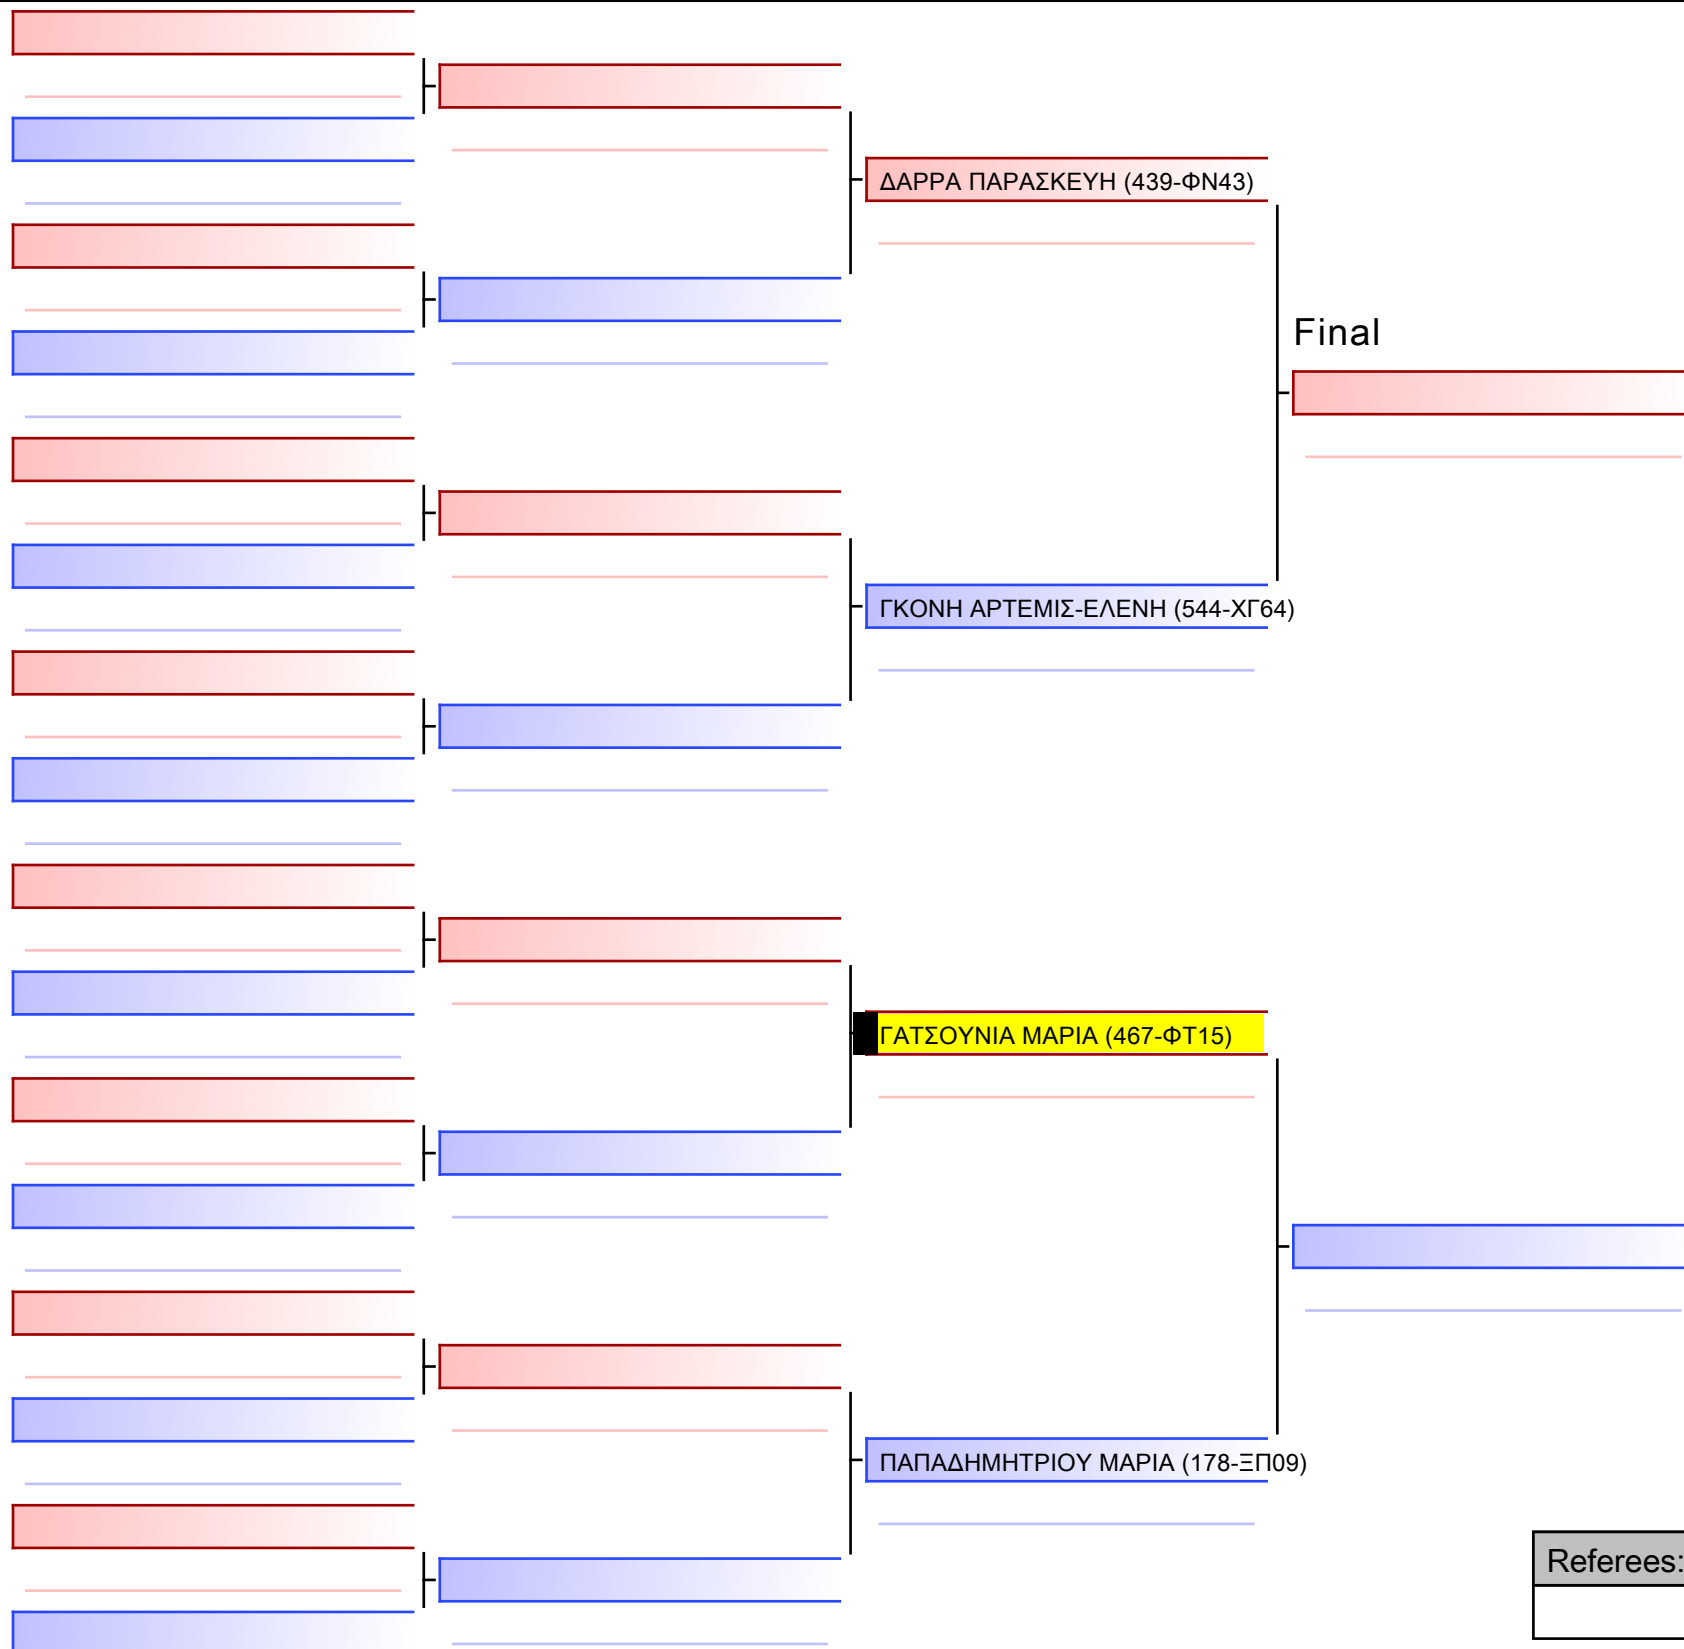 ΔΑΡΡΑ ΠΑΡΑΣΚΕΥΗ (439-ΦΝ43)
Final
ΓΚΟΝΗ ΑΡΤΕΜΙΣ-ΕΛΕΝΗ (544-ΧΓ64)
ΓΑΤΣΟΥΝΙΑ ΜΑΡΙΑ (467-ΦΤ15)
ΠΑΠΑΔΗΜΗΤΡΙΟΥ ΜΑΡΙΑ (178-ΞΠ09)
Referees: